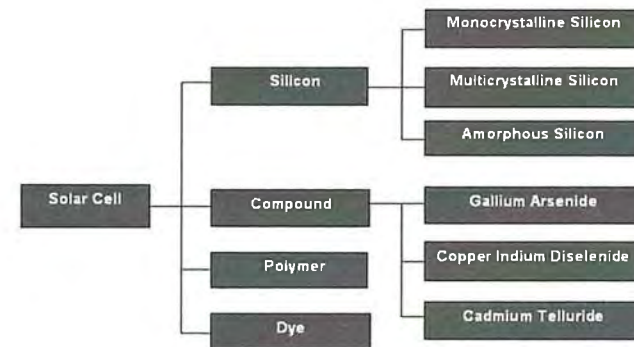 Solar Cell
Silicon
Monocrystalline Silicon
Multicrystalline Silicon
Amorphous Silicon
Compound
Gallium Arsenide
Copper Indium Diselenide
Cadmium Telluride
Polymer
Dye